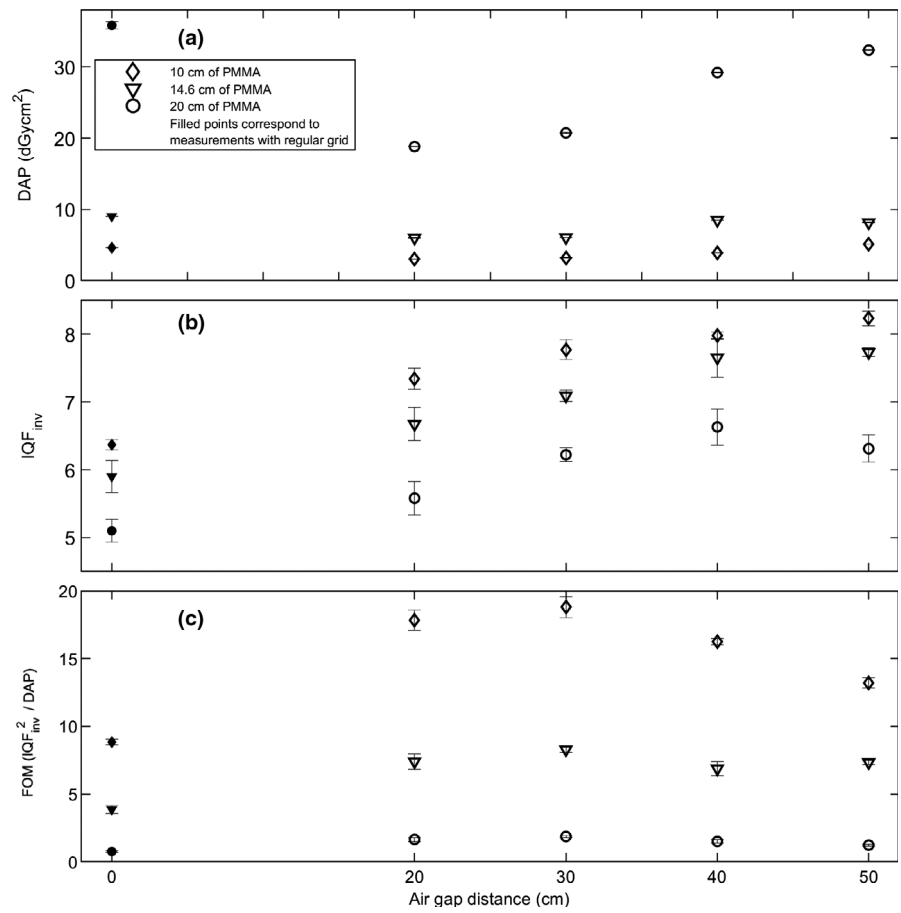 (a)
10 cm of PMMA
14.6 cm of PMMA
20 cm of PMMA
Filled points correspond to
measurements with regular grid
DAP (dGycm²)
30
20
10
0
(b)
IQF_inv
8
7
6
5
(c)
FOM (IQF_inv² / DAP)
20
15
10
5
0
0 20 30 40 50
Air gap distance (cm)